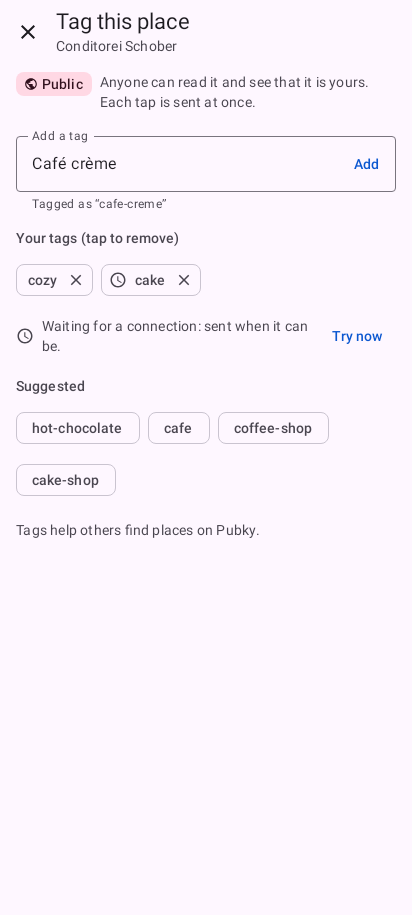 Tag this place
Conditorei Schober
Public
Anyone can read it and see that it is yours.
Each tap is sent at once.
Add a tag
Café crème
Add
Tagged as “cafe-creme”
Your tags (tap to remove)
cozy
cake
Waiting for a connection: sent when it can
be.
Try now
Suggested
hot-chocolate
cafe
coffee-shop
cake-shop
Tags help others find places on Pubky.